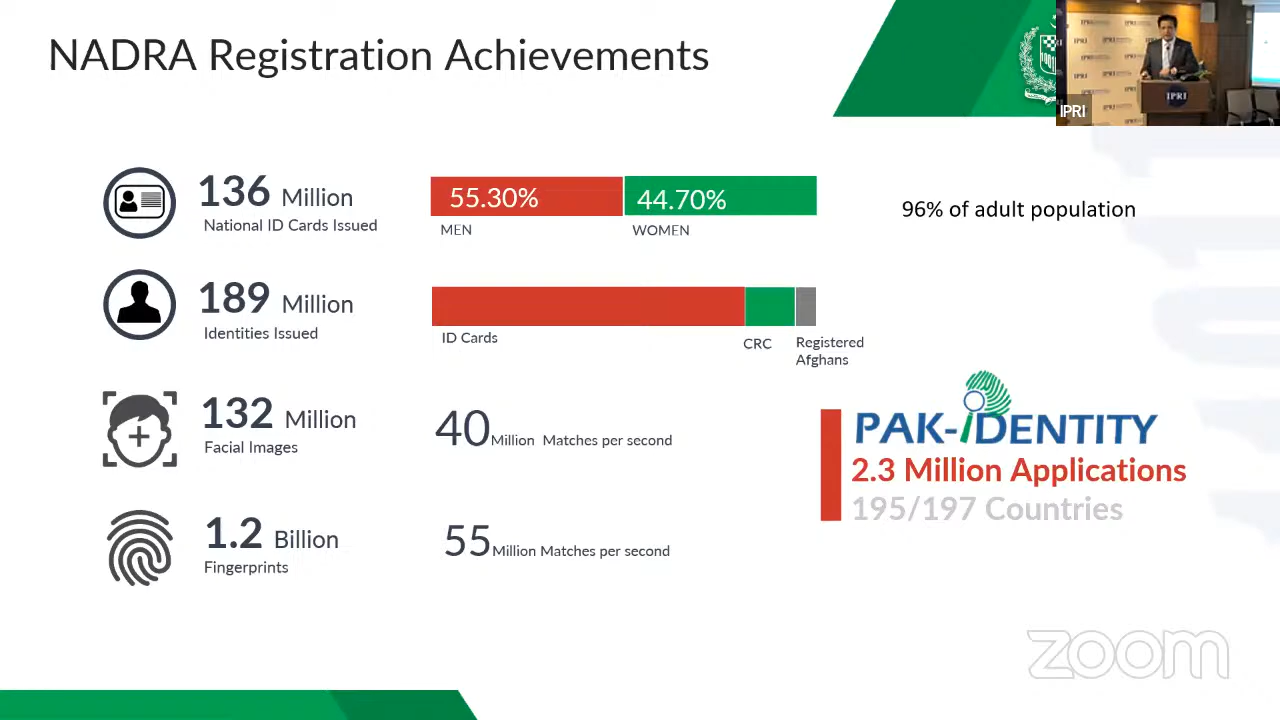 NADRA Registration Achievements
IPRI
IPRI
136 Million
National ID Cards Issued
55.30%
44.70%
MEN
WOMEN
96% of adult population
189 Million
Identities Issued
ID Cards
CRC
Registered
Afghans
132 Million
Facial Images
40 Million Matches per second
PAK-iDENTITY
2.3 Million Applications
195/197 Countries
1.2 Billion
Fingerprints
55 Million Matches per second
zoom